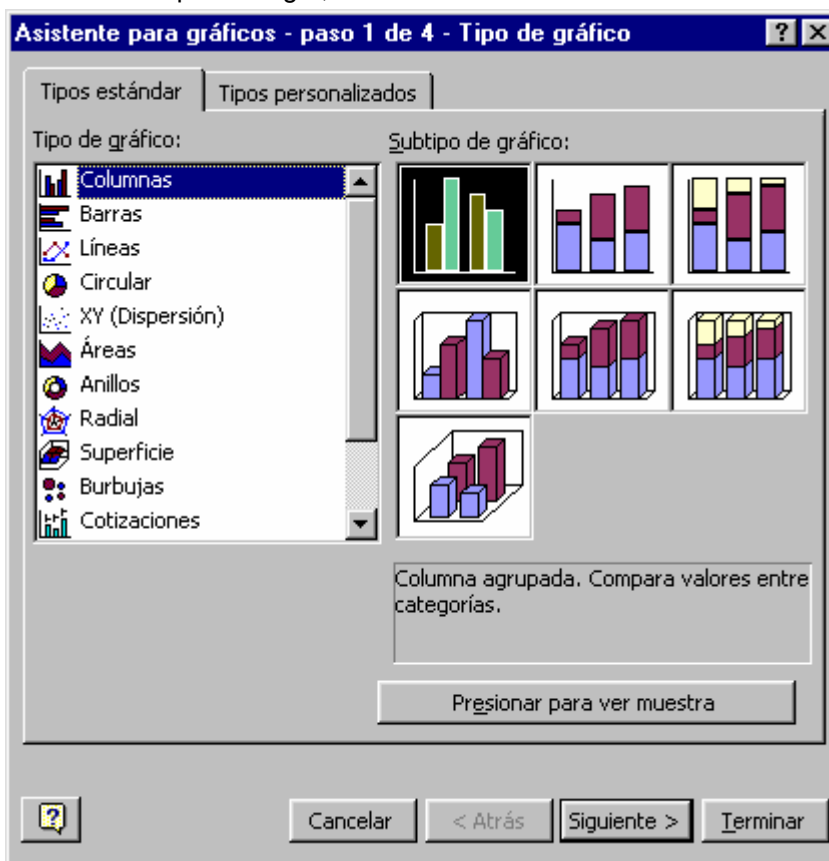 Asistente para gráficos - paso 1 de 4 - Tipo de gráfico
Tipos estándar
Tipos personalizados
Tipo de gráfico:
Subtipo de gráfico:
Columnas
Barras
Líneas
Circular
XY (Dispersión)
Áreas
Anillos
Radial
Superficie
Burbujas
Cotizaciones
Columna agrupada. Compara valores entre
categorías.
Presionar para ver muestra
Cancelar
< Atrás
Siguiente >
Terminar